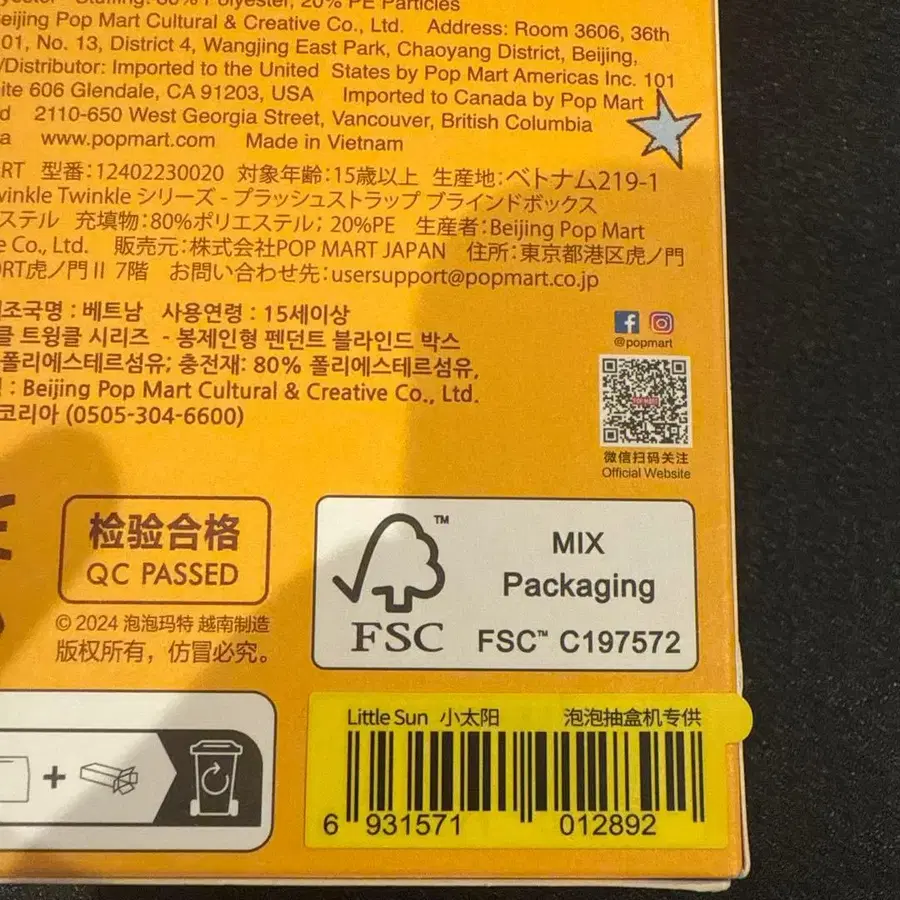 Polyester; 20% PE Particles
Beijing Pop Mart Cultural & Creative Co., Ltd. Address: Room 3606, 36th
01, No. 13, District 4, Wangjing East Park, Chaoyang District, Beijing,
/Distributor: Imported to the United States by Pop Mart Americas Inc. 101
606 Glendale, CA 91203, USA Imported to Canada by Pop Mart
2110-650 West Georgia Street, Vancouver, British Columbia
www.popmart.com Made in Vietnam
型番:12402230020 対象年齢:15歳以上 生産地:ベトナム219-1
Twinkle シリーズ - プラッシュストラップ ブラインドボックス
ステル 充填物:80%ポリエステル; 20%PE 生産者:Beijing Pop Mart
Co., Ltd. 販売元:株式会社POP MART JAPAN 住所:東京都港区虎ノ門
虎ノ門 II 7階 お問い合わせ先:usersupport@popmart.co.jp
제조국명 : 베트남 사용연령 : 15세이상
클 트윙클 시리즈 - 봉제인형 펜던트 블라인드 박스
폴리에스테르섬유; 충전재: 80% 폴리에스테르섬유,
: Beijing Pop Mart Cultural & Creative Co., Ltd.
코리아 (0505-304-6600)
@popmart
POP MART
微信扫码关注
Official Website
检验合格
QC PASSED
© 2024 泡泡玛特 越南制造
版权所有，仿冒必究。
FSC
™
MIX
Packaging
FSC™ C197572
Little Sun 小太阳 泡泡抽盒机专供
6 931571 012892